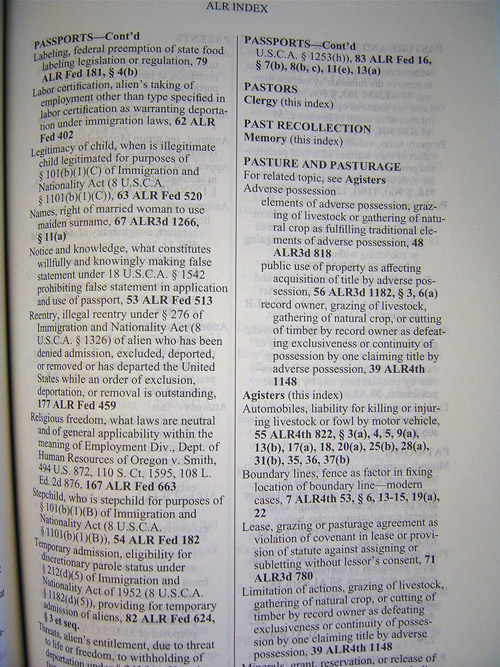 ALR INDEX
PASSPORTS—Cont'd
Labeling, federal preemption of state food
labeling legislation or regulation, 79
ALR Fed 181, § 4(b)
Labor certification, alien's taking of
employment other than type specified in
labor certification as warranting deporta-
tion under immigration laws, 62 ALR
Fed 402
Legitimacy of child, when is illegitimate
child legitimated for purposes of
§ 101(b)(1)(C) of Immigration and
Nationality Act (8 U.S.C.A.
§ 1101(b)(1)(C)), 63 ALR Fed 520
Names, right of married woman to use
maiden surname, 67 ALR3d 1266,
§ 11(a)
Notice and knowledge, what constitutes
willfully and knowingly making false
statement under 18 U.S.C.A. § 1542
prohibiting false statement in application
and use of passport, 53 ALR Fed 513
Reentry, illegal reentry under § 276 of
Immigration and Nationality Act (8
U.S.C.A. § 1326) of alien who has been
denied admission, excluded, deported,
or removed or has departed the United
States while an order of exclusion,
deportation, or removal is outstanding,
177 ALR Fed 459
Religious freedom, what laws are neutral
and of general applicability within the
meaning of Employment Div., Dept. of
Human Resources of Oregon v. Smith,
494 U.S. 872, 110 S. Ct. 1595, 108 L.
Ed. 2d 876, 167 ALR Fed 663
Stepchild, who is stepchild for purposes of
§ 101(b)(1)(B) of Immigration and
Nationality Act (8 U.S.C.A.
§ 1101(b)(1)(B)), 54 ALR Fed 182
Temporary admission, eligibility for
discretionary parole status under
§ 212(d)(5) of Immigration and
Nationality Act of 1952 (8 U.S.C.A.
§ 1182(d)(5)), providing for temporary
admission of aliens, 82 ALR Fed 624,
§ 3 et seq.
Threats, alien's entitlement, due to threat
to life or freedom, to withholding of
deportation under
PASSPORTS—Cont'd
U.S.C.A. § 1253(h)), 83 ALR Fed 16,
§ 7(b), 8(b, c), 11(e), 13(a)
PASTORS
Clergy (this index)
PAST RECOLLECTION
Memory (this index)
PASTURE AND PASTURAGE
For related topic, see Agisters
Adverse possession
elements of adverse possession, graz-
ing of livestock or gathering of natu-
ral crop as fulfilling traditional ele-
ments of adverse possession, 48
ALR3d 818
public use of property as affecting
acquisition of title by adverse pos-
session, 56 ALR3d 1182, § 3, 6(a)
record owner, grazing of livestock,
gathering of natural crop, or cutting
of timber by record owner as defeat-
ing exclusiveness or continuity of
possession by one claiming title by
adverse possession, 39 ALR4th
1148
Agisters (this index)
Automobiles, liability for killing or injur-
ing livestock or fowl by motor vehicle,
55 ALR4th 822, § 3(a), 4, 5, 9(a),
13(b), 17(a), 18, 20(a), 25(b), 28(a),
31(b), 35, 36, 37(b)
Boundary lines, fence as factor in fixing
location of boundary line—modern
cases, 7 ALR4th 53, § 6, 13-15, 19(a),
22
Lease, grazing or pasturage agreement as
violation of covenant in lease or provi-
sion of statute against assigning or
subletting without lessor's consent, 71
ALR3d 780
Limitation of actions, grazing of livestock,
gathering of natural crop, or cutting of
timber by record owner as defeating
exclusiveness or continuity of posses-
sion by one claiming title by adverse
possession, 39 ALR4th 1148
Minerals, grant, reservation, or release of